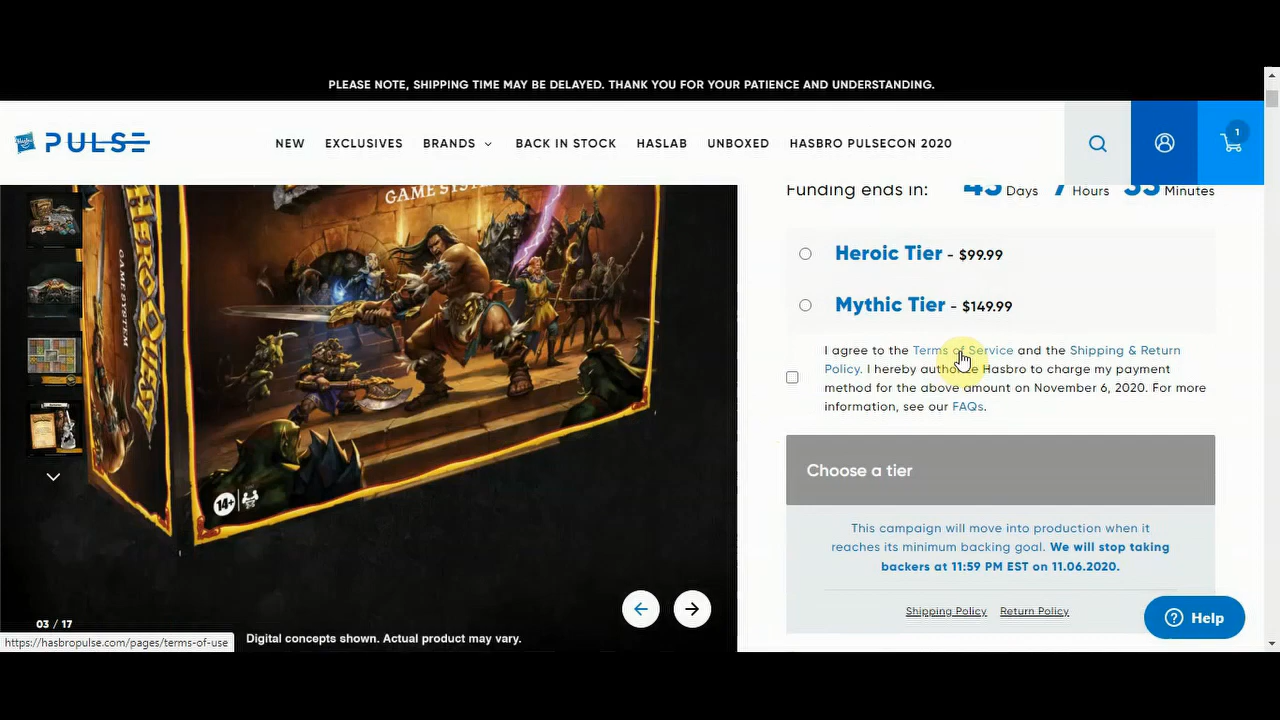 PLEASE NOTE, SHIPPING TIME MAY BE DELAYED. THANK YOU FOR YOUR PATIENCE AND UNDERSTANDING.
Hasbro PULSE
NEW EXCLUSIVES BRANDS BACK IN STOCK HASLAB UNBOXED HASBRO PULSECON 2020
1
Funding ends in: 45 Days 7 Hours Minutes
GAME SYSTEM
HEROQUEST
GAME SYSTEM
Heroic Tier - $99.99
Mythic Tier - $149.99
I agree to the Terms of Service and the Shipping & Return
Policy. I hereby authorize Hasbro to charge my payment
method for the above amount on November 6, 2020. For more
information, see our FAQs.
Choose a tier
14+
This campaign will move into production when it
reaches its minimum backing goal. We will stop taking
backers at 11:59 PM EST on 11.06.2020.
Shipping Policy Return Policy
Help
03 / 17
https://hasbropulse.com/pages/terms-of-use
Digital concepts shown. Actual product may vary.